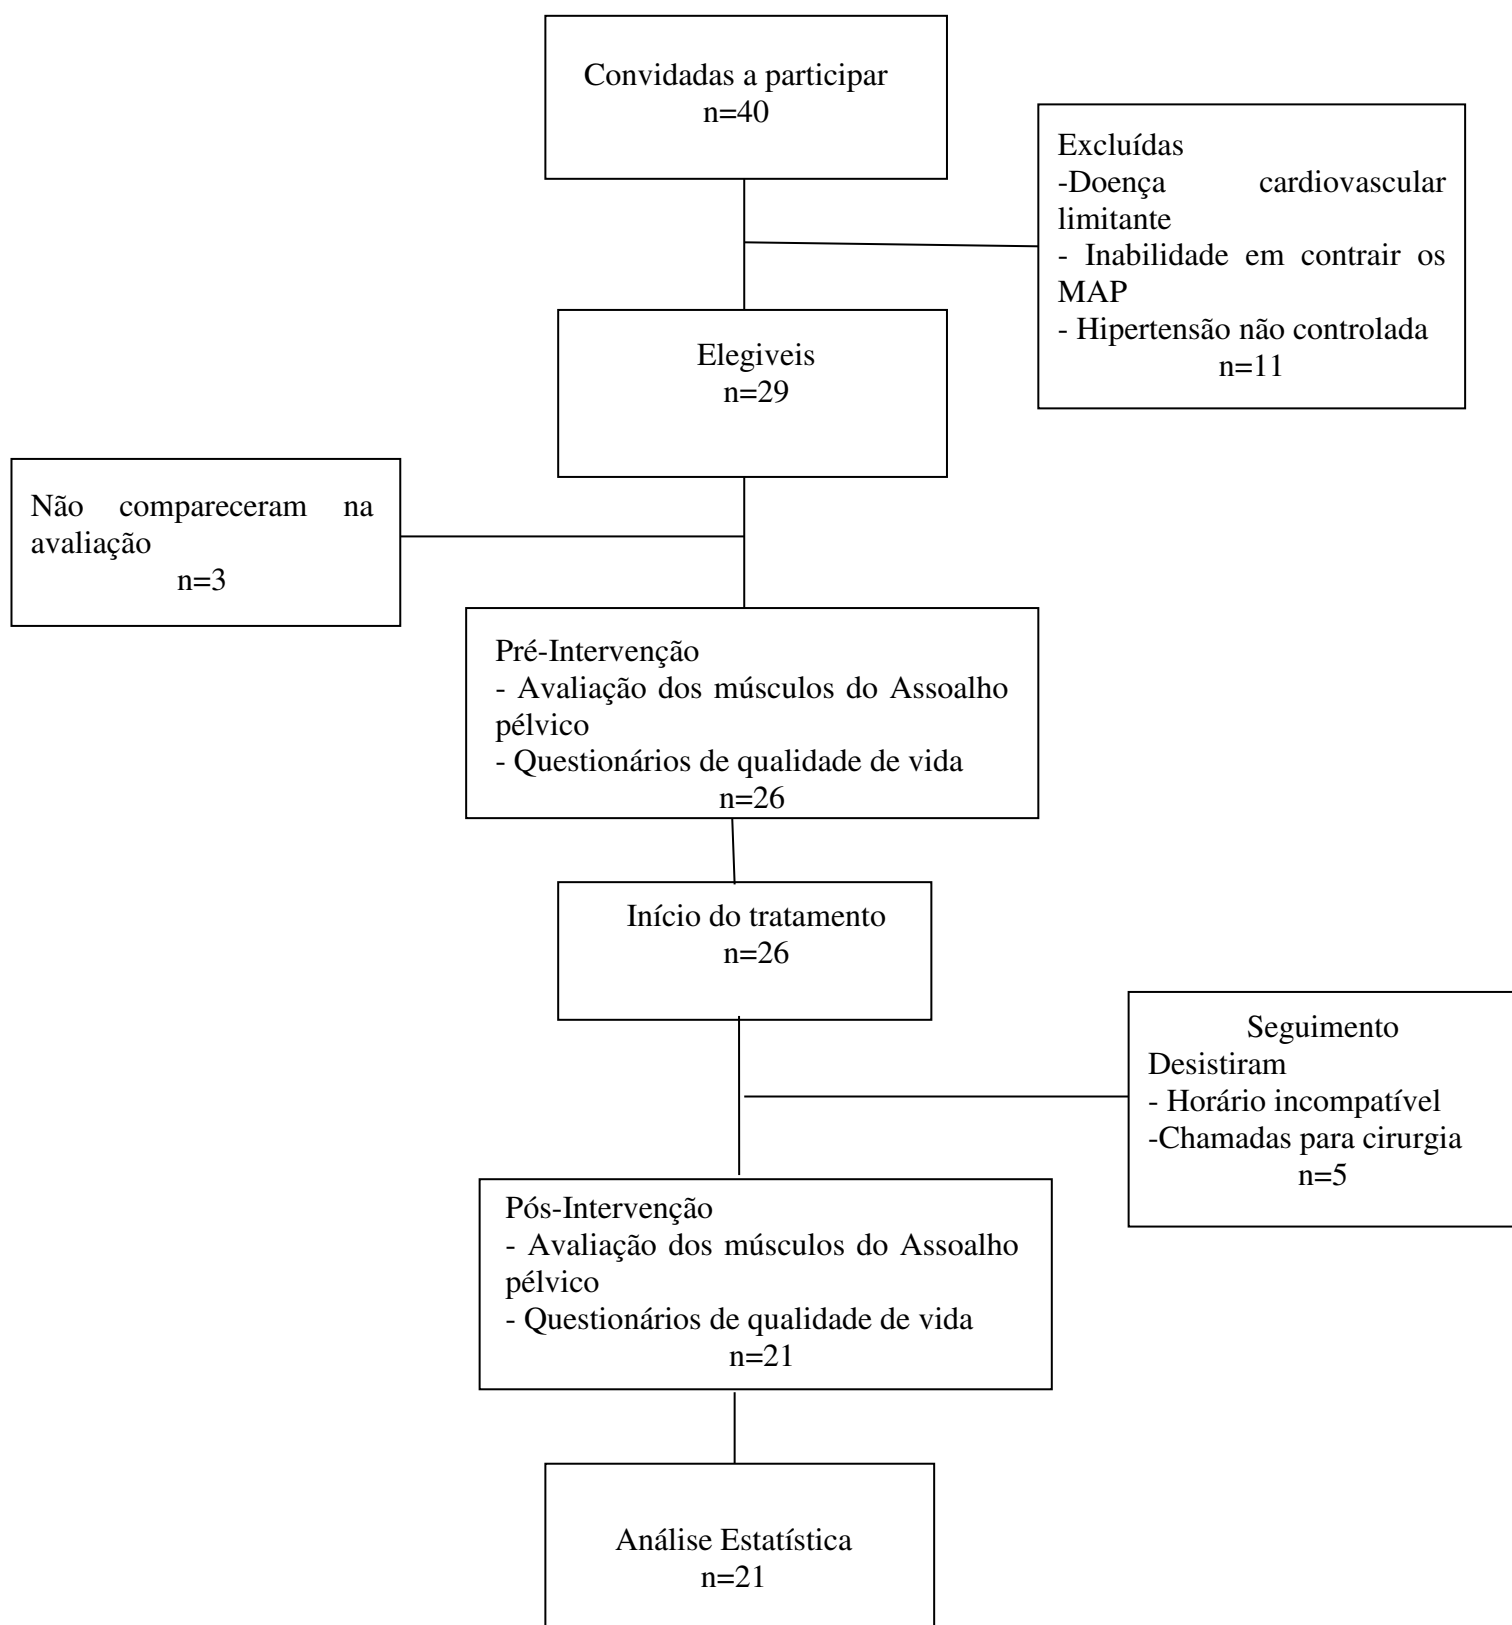 Convidadas a participar
n=40
Excluídas
-Doença cardiovascular
limitante
- Inabilidade em contrair os
MAP
- Hipertensão não controlada
n=11
Elegiveis
n=29
Não compareceram na
avaliação
n=3
Pré-Intervenção
- Avaliação dos músculos do Assoalho
pélvico
- Questionários de qualidade de vida
n=26
Início do tratamento
n=26
Seguimento
Desistiram
- Horário incompatível
-Chamadas para cirurgia
n=5
Pós-Intervenção
- Avaliação dos músculos do Assoalho
pélvico
- Questionários de qualidade de vida
n=21
Análise Estatística
n=21